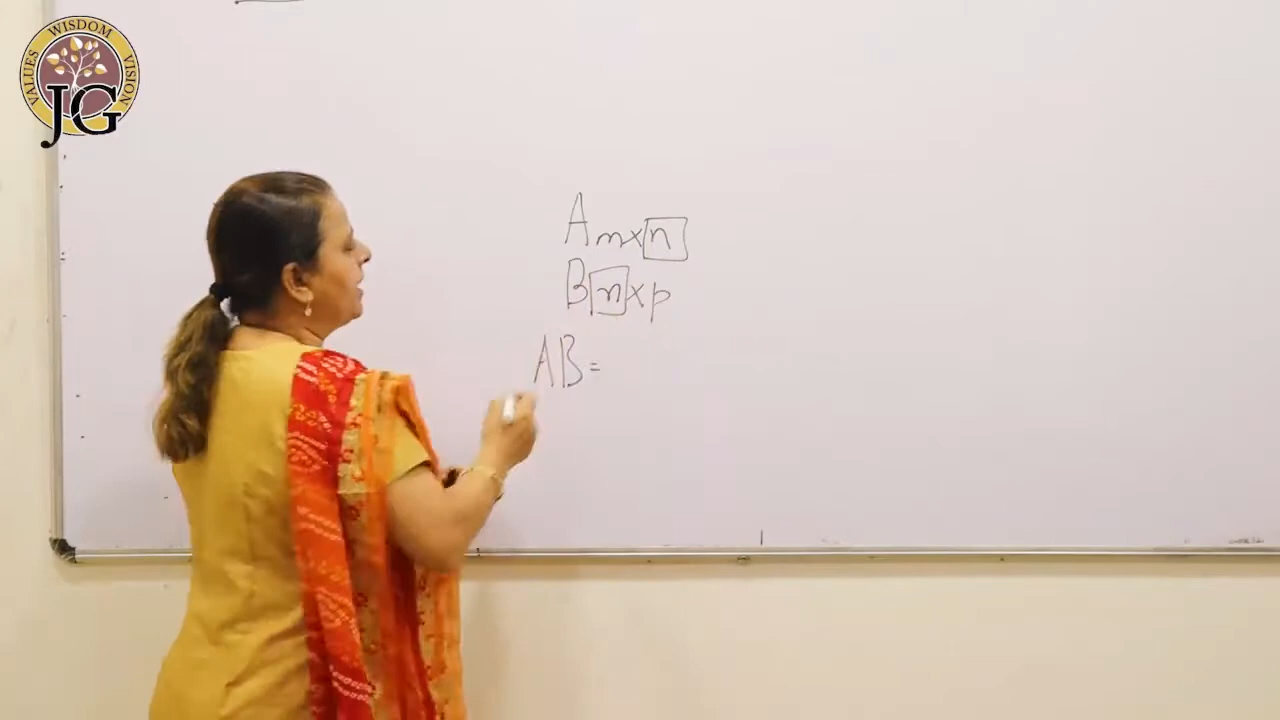 VALUES WISDOM VISION
JG
A m×n
B n×p
AB=